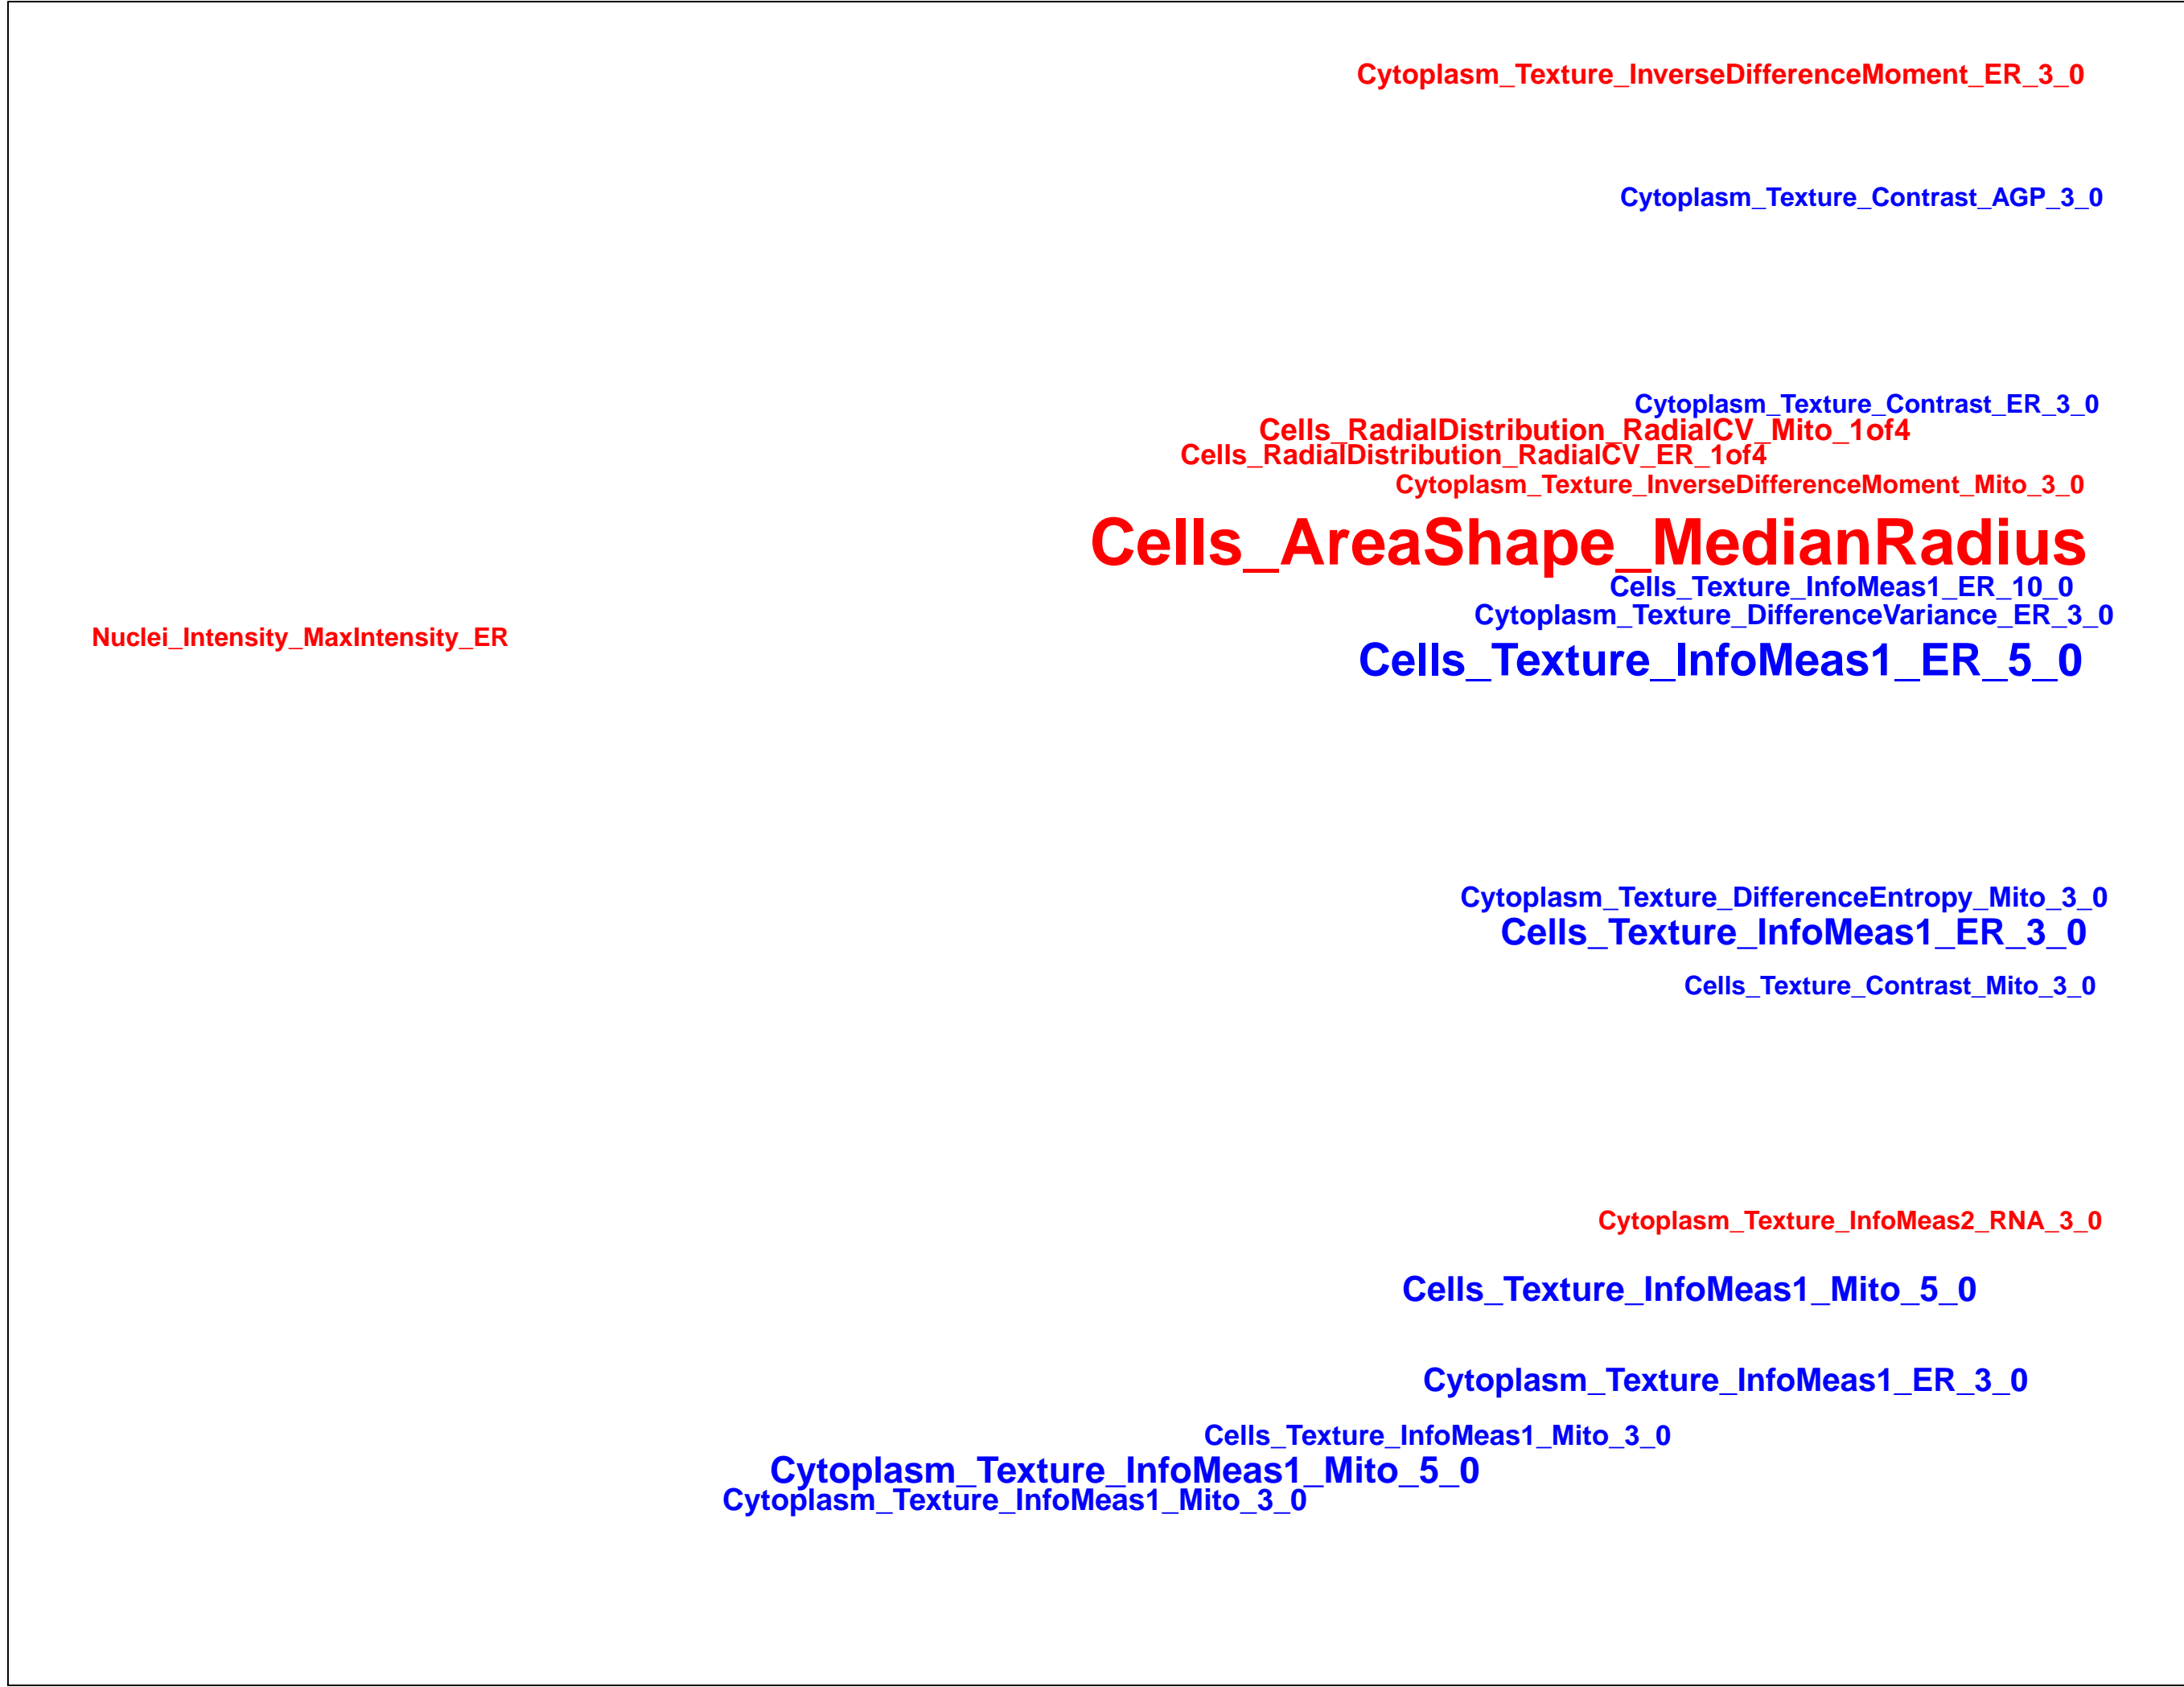 Cytoplasm_Texture_InverseDifferenceMoment_ER_3_0
Cytoplasm_Texture_Contrast_AGP_3_0
Cytoplasm_Texture_Contrast_ER_3_0
Cells_RadialDistribution_RadialCV_Mito_1of4
Cells_RadialDistribution_RadialCV_ER_1of4
Cytoplasm_Texture_InverseDifferenceMoment_Mito_3_0
Cells_AreaShape_MedianRadius
Cells_Texture_InfoMeas1_ER_10_0
Cytoplasm_Texture_DifferenceVariance_ER_3_0
Nuclei_Intensity_MaxIntensity_ER
Cells_Texture_InfoMeas1_ER_5_0
Cytoplasm_Texture_DifferenceEntropy_Mito_3_0
Cells_Texture_InfoMeas1_ER_3_0
Cells_Texture_Contrast_Mito_3_0
Cytoplasm_Texture_InfoMeas2_RNA_3_0
Cells_Texture_InfoMeas1_Mito_5_0
Cytoplasm_Texture_InfoMeas1_ER_3_0
Cells_Texture_InfoMeas1_Mito_3_0
Cytoplasm_Texture_InfoMeas1_Mito_5_0
Cytoplasm_Texture_InfoMeas1_Mito_3_0